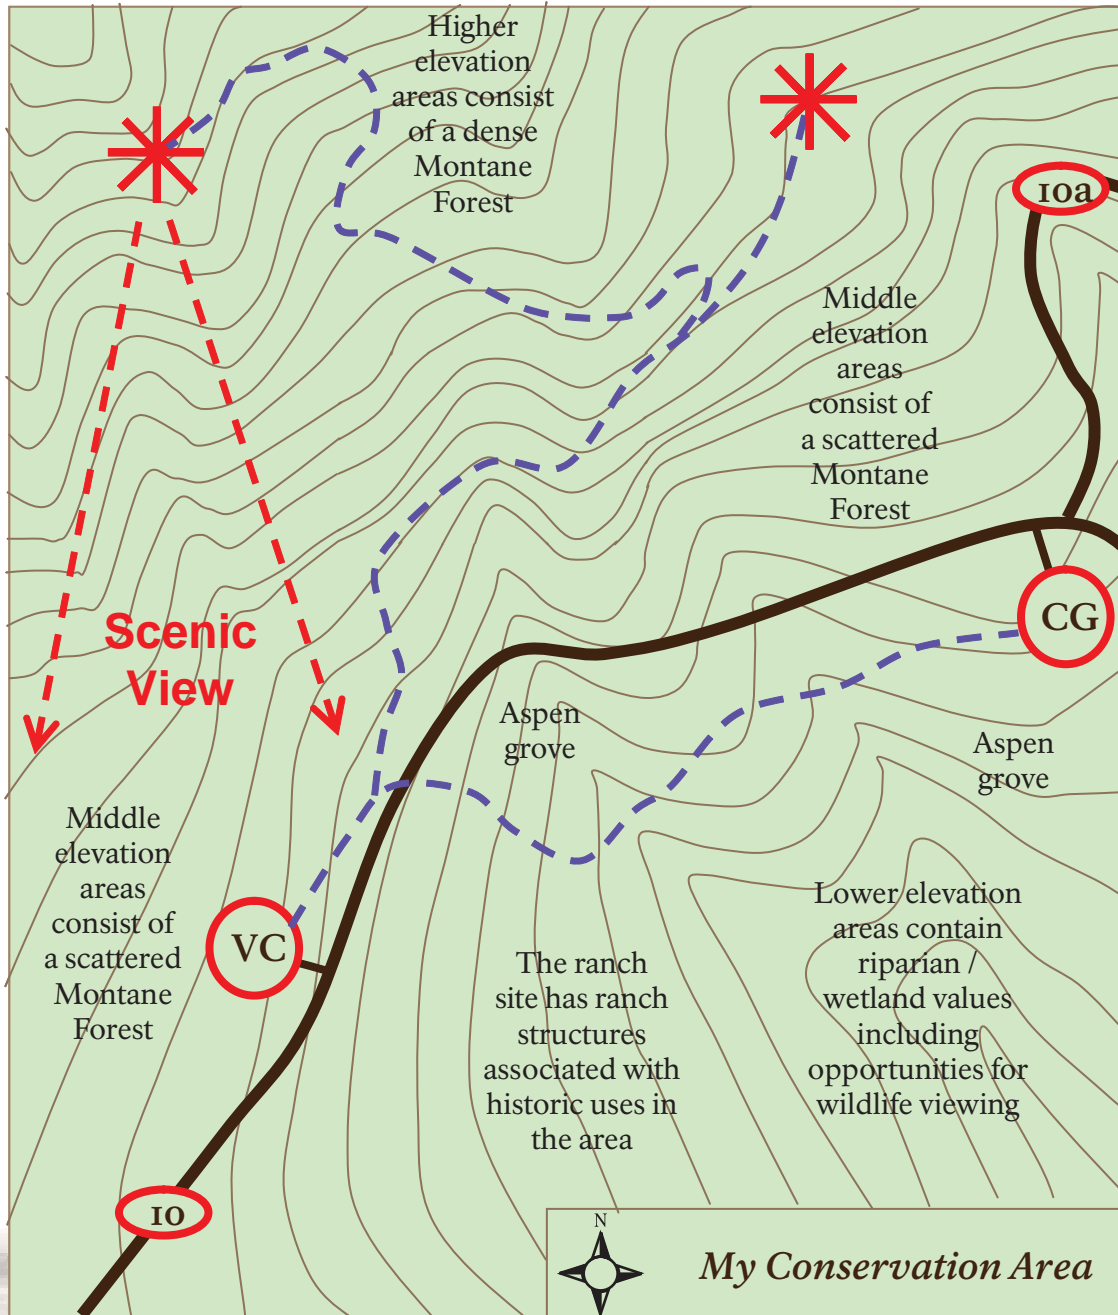 Higher
elevation
areas consist
of a dense
Montane
Forest
10a
Middle
elevation
areas
consist of
a scattered
Montane
Forest
CG
Scenic
View
Aspen
grove
Aspen
grove
Middle
elevation
areas
consist of
a scattered
Montane
Forest
VC
The ranch
site has ranch
structures
associated with
historic uses in
the area
Lower elevation
areas contain
riparian /
wetland values
including
opportunities for
wildlife viewing
10
N
My Conservation Area